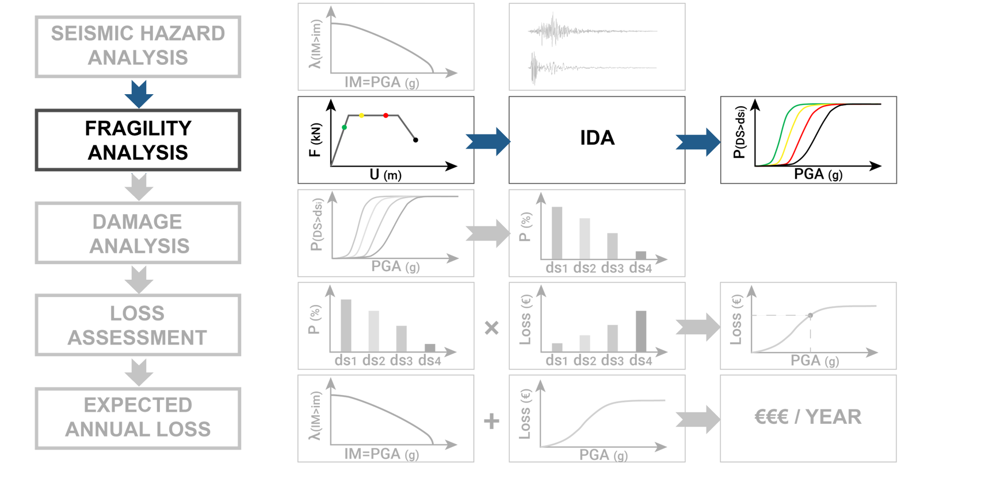 SEISMIC HAZARD
ANALYSIS
λ(IM>im)
IM=PGA (g)
FRAGILITY
ANALYSIS
F (kN)
U (m)
IDA
P(DS>dsi)
PGA (g)
DAMAGE
ANALYSIS
P(DS>dsi)
PGA (g)
P (%)
ds1 ds2 ds3 ds4
LOSS
ASSESSMENT
P (%)
ds1 ds2 ds3 ds4
×
Loss (€)
ds1 ds2 ds3 ds4
Loss (€)
PGA (g)
EXPECTED
ANNUAL LOSS
λ(IM>im)
IM=PGA (g)
+
Loss (€)
PGA (g)
€€€ / YEAR